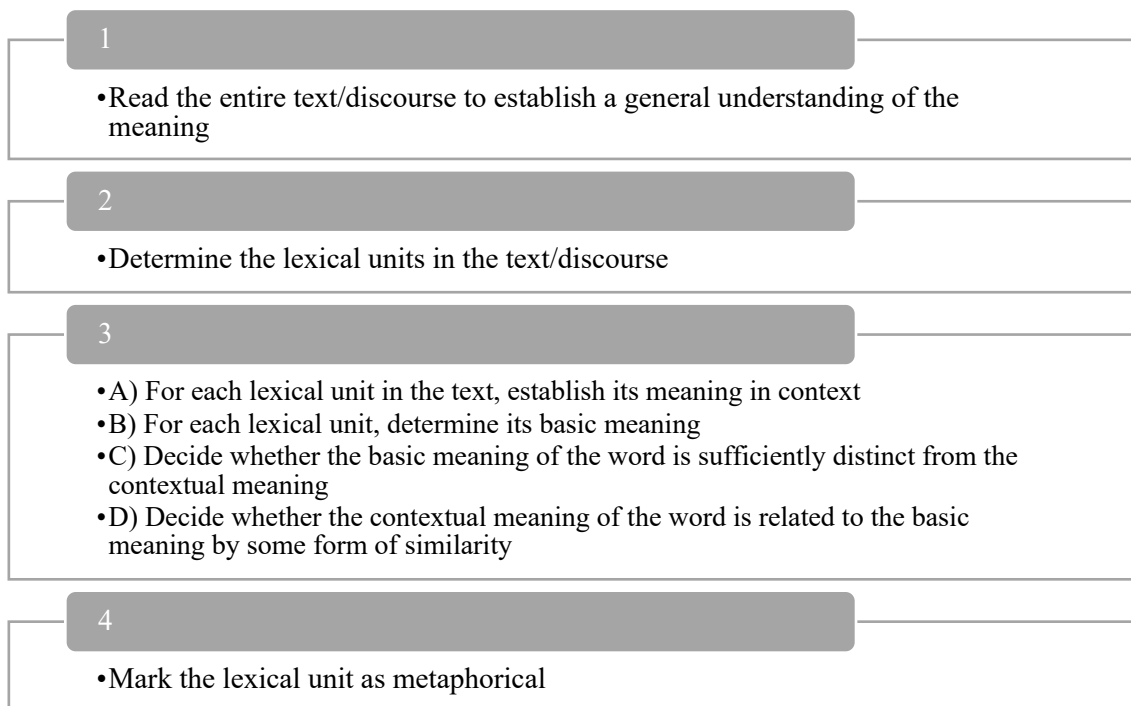 1
•Read the entire text/discourse to establish a general understanding of the
meaning
2
•Determine the lexical units in the text/discourse
3
•A) For each lexical unit in the text, establish its meaning in context
•B) For each lexical unit, determine its basic meaning
•C) Decide whether the basic meaning of the word is sufficiently distinct from the
contextual meaning
•D) Decide whether the contextual meaning of the word is related to the basic
meaning by some form of similarity
4
•Mark the lexical unit as metaphorical